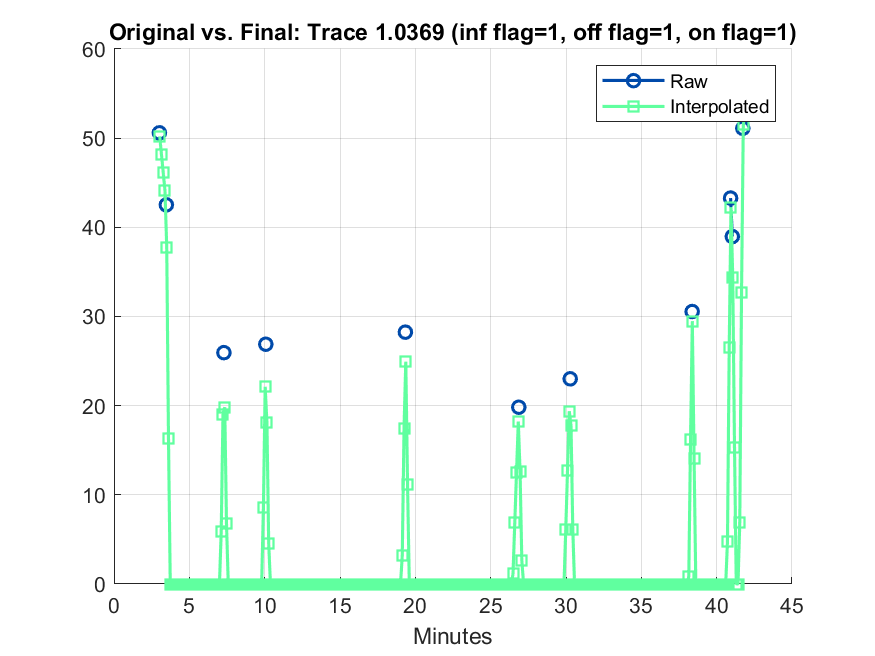 Original vs. Final: Trace 1.0369 (inf flag=1, off flag=1, on flag=1)
60
50
40
30
20
10
0
Raw
Interpolated
0 5 10 15 20 25 30 35 40 45
Minutes